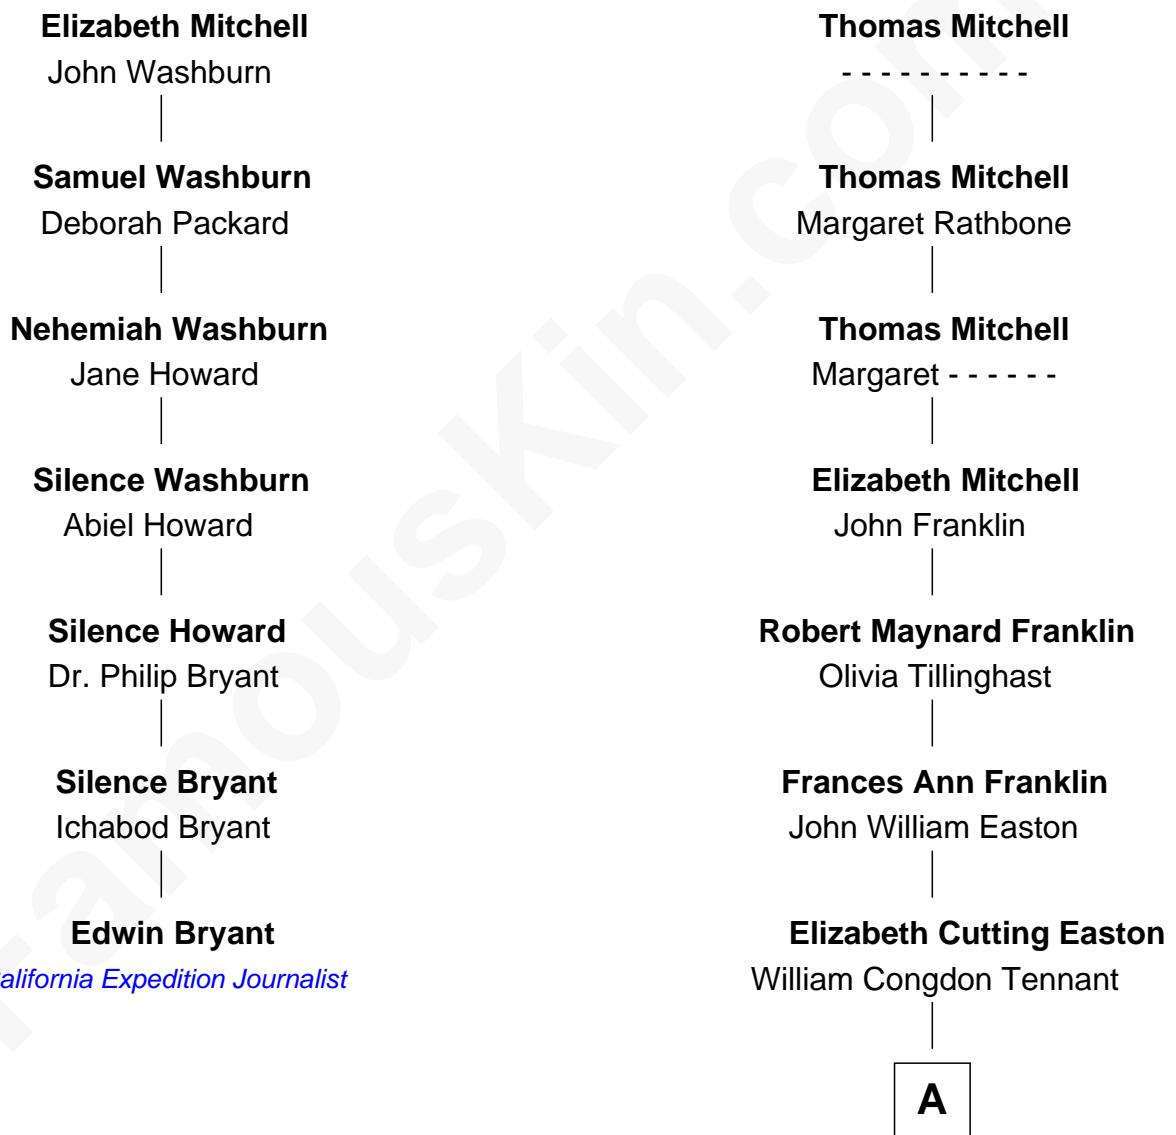 Elizabeth Mitchell
John Washburn
Samuel Washburn
Deborah Packard
Nehemiah Washburn
Jane Howard
Silence Washburn
Abiel Howard
Silence Howard
Dr. Philip Bryant
Silence Bryant
Ichabod Bryant
Edwin Bryant
alifornia Expedition Journalist
Thomas Mitchell
- - - - - - - - - -
Thomas Mitchell
Margaret Rathbone
Thomas Mitchell
Margaret - - - - - -
Elizabeth Mitchell
John Franklin
Robert Maynard Franklin
Olivia Tillinghast
Frances Ann Franklin
John William Easton
Elizabeth Cutting Easton
William Congdon Tennant
A
FamousKin.com